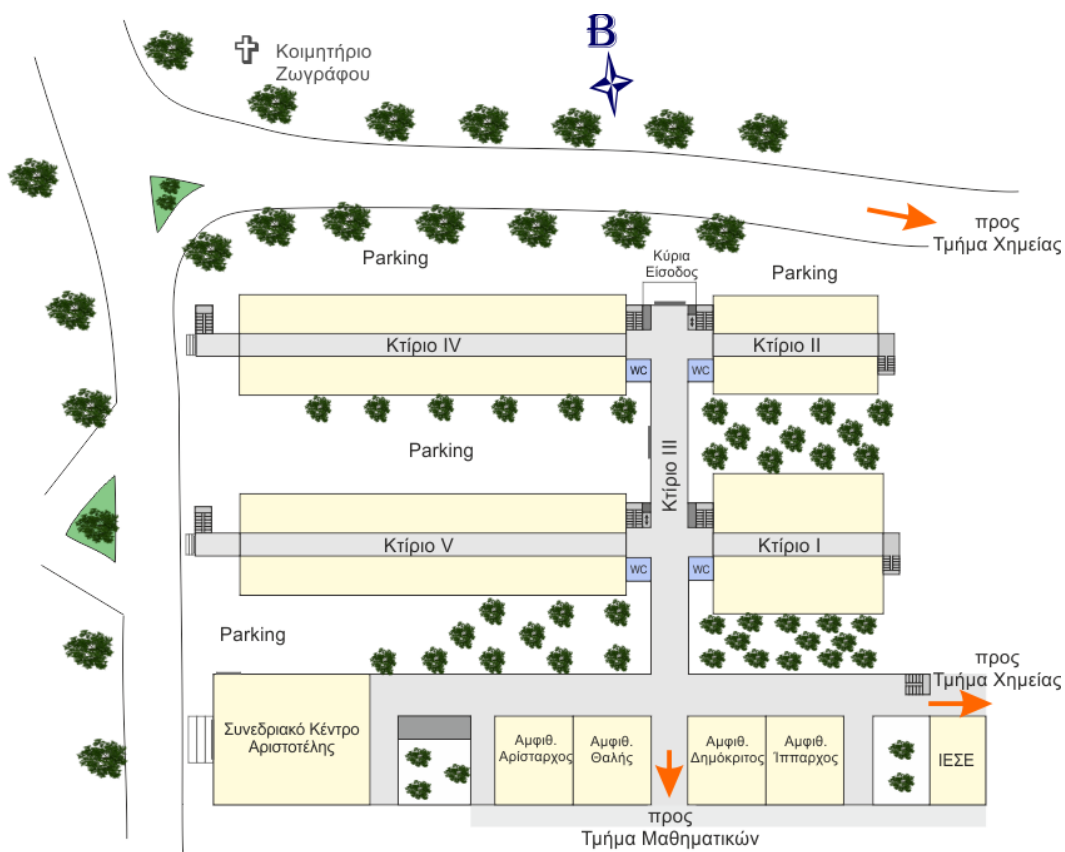 Β
Κοιμητήριο
Ζωγράφου
προς
Τμήμα Χημείας
Parking
Κύρια
Είσοδος
Parking
Κτίριο IV
Κτίριο II
WC
WC
Parking
Κτίριο III
Κτίριο V
Κτίριο I
WC
WC
Parking
προς
Τμήμα Χημείας
Συνεδριακό Κέντρο
Αριστοτέλης
Αμφιθ.
Αρίσταρχος
Αμφιθ.
Θαλής
Αμφιθ.
Δημόκριτος
Αμφιθ.
Ίππαρχος
ΙΕΣΕ
προς
Τμήμα Μαθηματικών